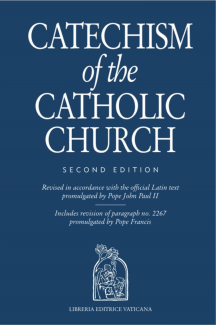 CATECHISM
of the
CATHOLIC
CHURCH
SECOND EDITION
Revised in accordance with the official Latin text
promulgated by Pope John Paul II
Includes revision of paragraph no. 2267
promulgated by Pope Francis
LIBRERIA EDITRICE VATICANA